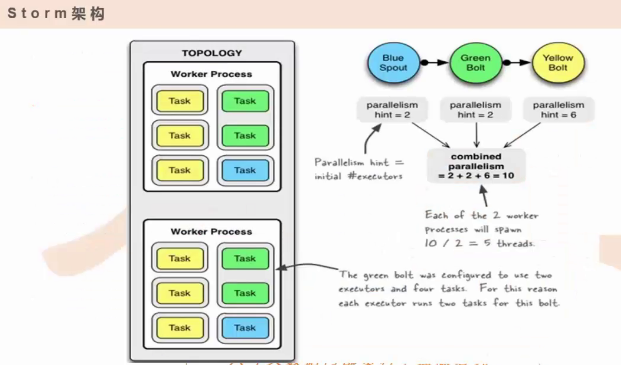 Storm架构
TOPOLOGY
Worker Process
Task
Task
Task
Task
Task
Task
Worker Process
Task
Task
Task
Task
Task
Task
Blue
Spout
Green
Bolt
Yellow
Bolt
parallelism
hint = 2
parallelism
hint = 2
parallelism
hint = 6
Parallelism hint =
initial #executors
combined
parallelism
= 2 + 2 + 6 = 10
Each of the 2 worker
processes will spawn
10 / 2 = 5 threads.
The green bolt was configured to use two
executors and four tasks. For this reason
each executor runs two tasks for this bolt.